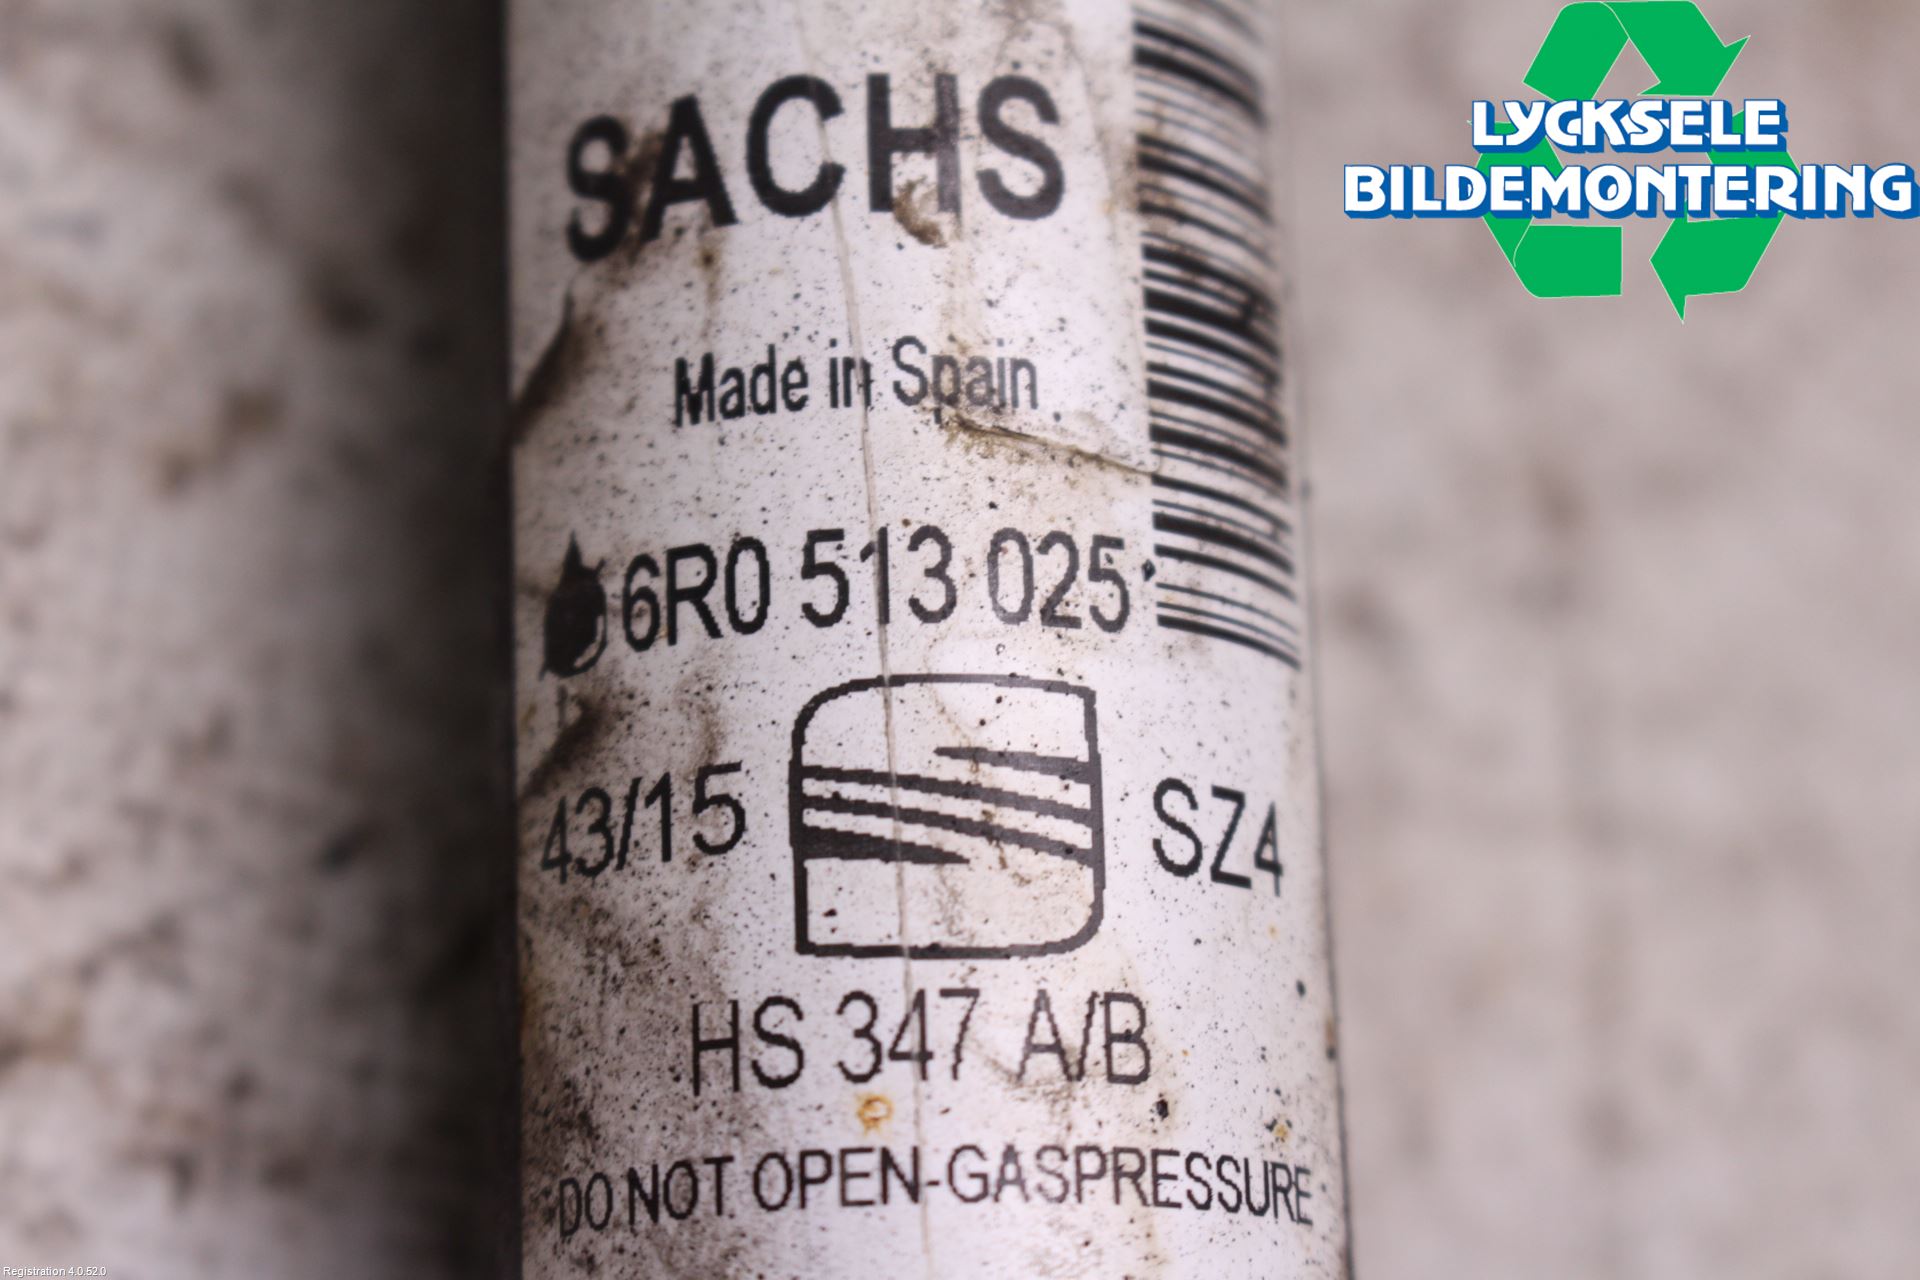 LYCKSELE
BILDEMONTERING
SACHS
Made in Spain
6R0 513 025
43/15
SZ4
HS 347 A/B
DO NOT OPEN-GASPRESSURE
Registration 4.0.52.0